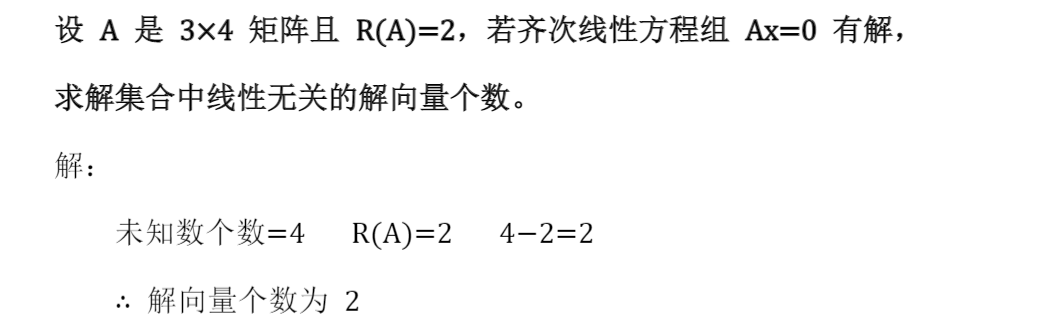 设 A 是 3×4 矩阵且 R(A)=2，若齐次线性方程组 Ax=0 有解，
求解集合中线性无关的解向量个数。
解：
未知数个数=4 R(A)=2 4−2=2
∴ 解向量个数为 2